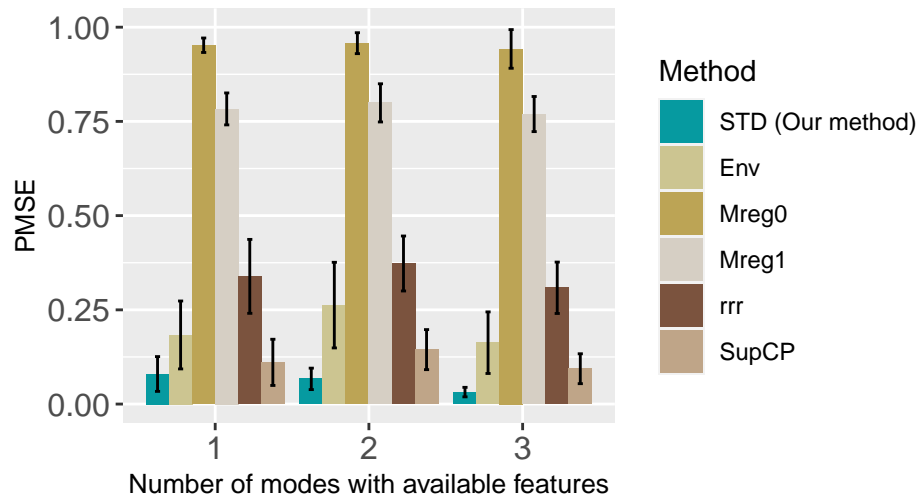 1.00
0.75
0.50
0.25
0.00
PMSE
1
2
3
Number of modes with available features
Method
STD (Our method)
Env
Mreg0
Mreg1
rrr
SupCP